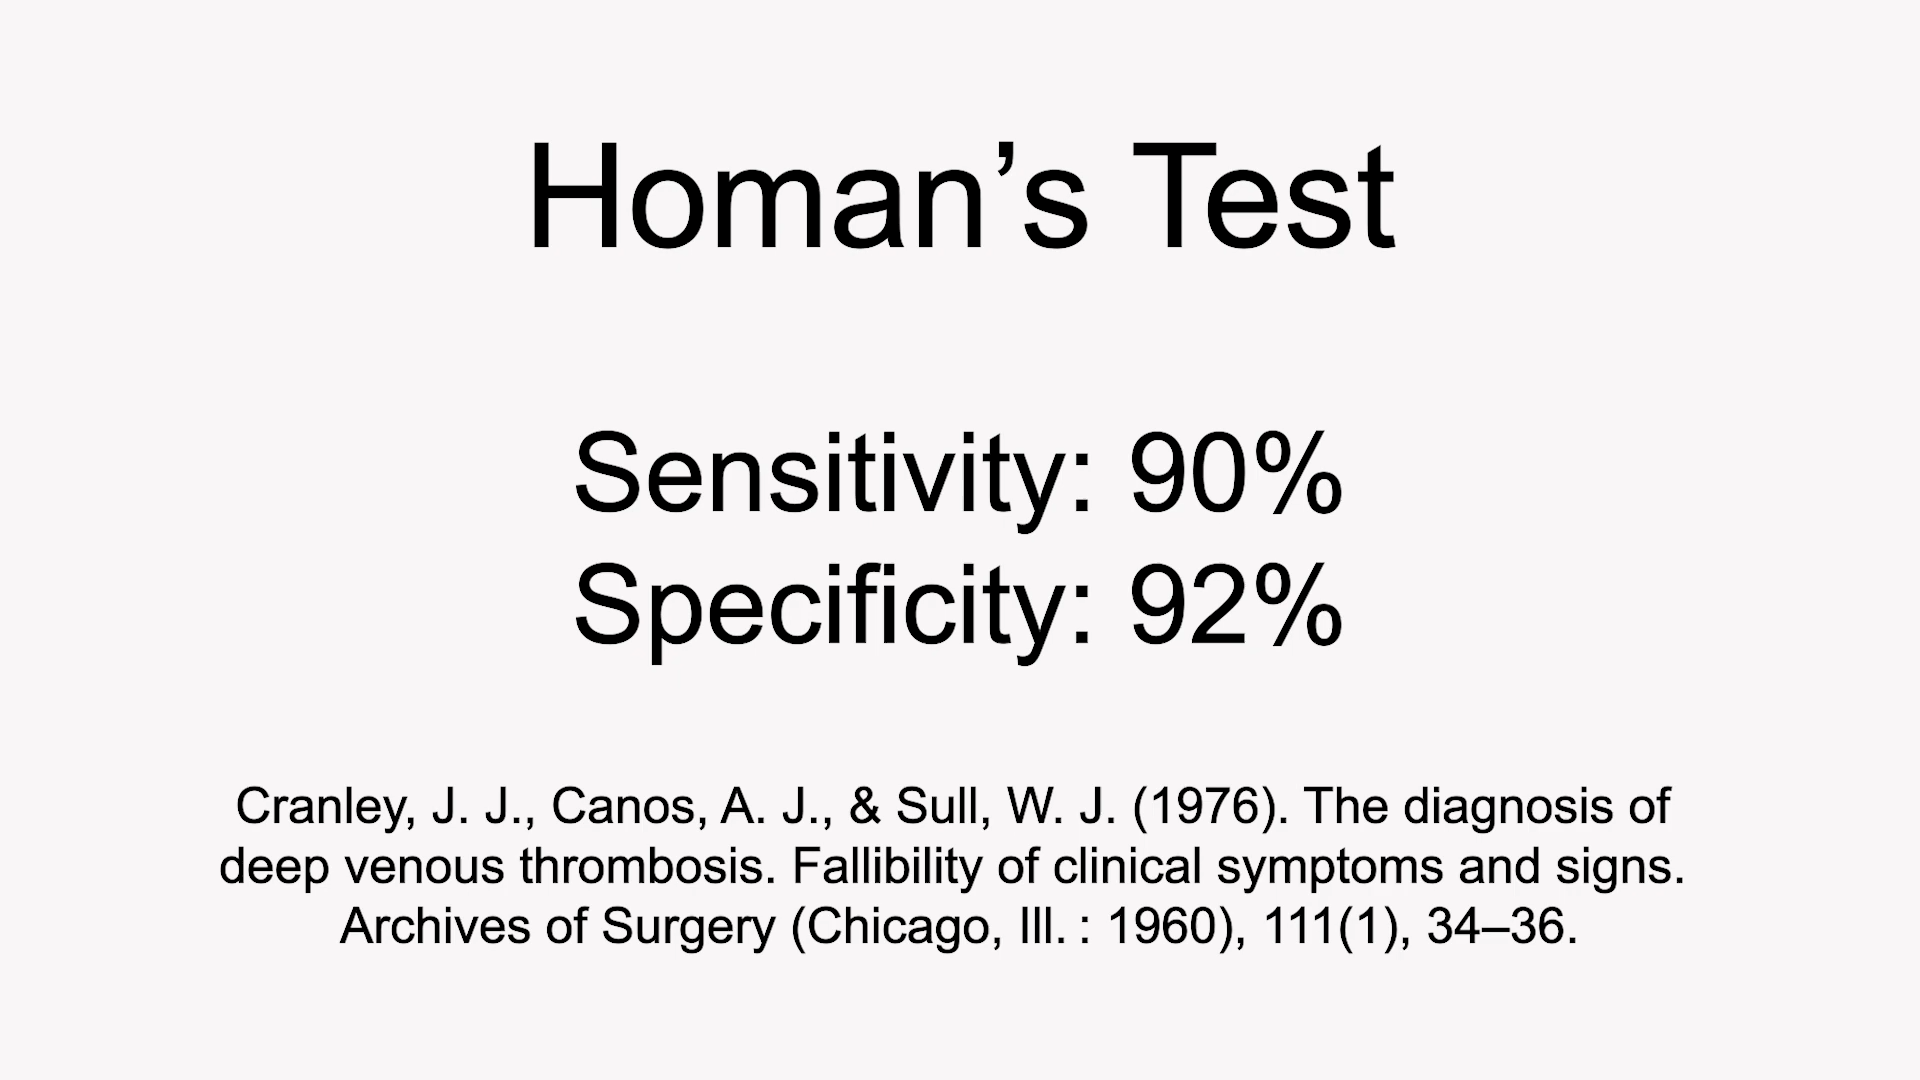 Homan’s Test
Sensitivity: 90%
Specificity: 92%
Cranley, J. J., Canos, A. J., & Sull, W. J. (1976). The diagnosis of
deep venous thrombosis. Fallibility of clinical symptoms and signs.
Archives of Surgery (Chicago, Ill. : 1960), 111(1), 34–36.